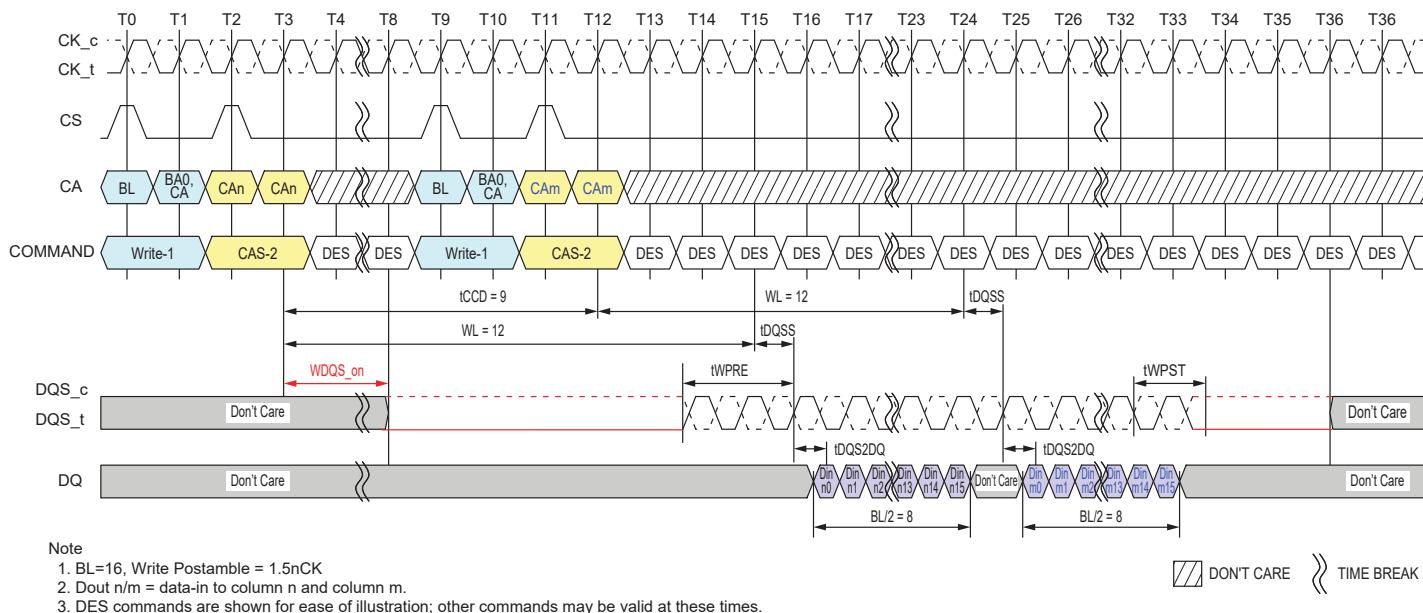 T0 T1 T2 T3 T4 T8 T9 T10 T11 T12 T13 T14 T15 T16 T17 T23 T24 T25 T26 T32 T33 T34 T35 T36 T36
CK_c
CK_t
CS
CA BL BA0, CA CAn CAn BL BA0, CA CAm CAm
COMMAND Write-1 CAS-2 DES DES Write-1 CAS-2 DES DES DES DES DES DES DES DES DES DES DES DES DES DES DES
tCCD = 9 WL = 12 tDQSS
WL = 12 tDQSS
WDQS_on tWPRE tWPST
DQS_c
DQS_t Don't Care Don't Care
tDQS2DQ tDQS2DQ
DQ Don't Care Din n0 Din n1 Din n2 Din n13 Din n14 Din n15 Don't Care Din m0 Din m1 Din m2 Din m13 Din m14 Din m15 Don't Care
BL/2 = 8 BL/2 = 8
Note
1. BL=16, Write Postamble = 1.5nCK
2. Dout n/m = data-in to column n and column m.
3. DES commands are shown for ease of illustration; other commands may be valid at these times.
DON'T CARE TIME BREAK